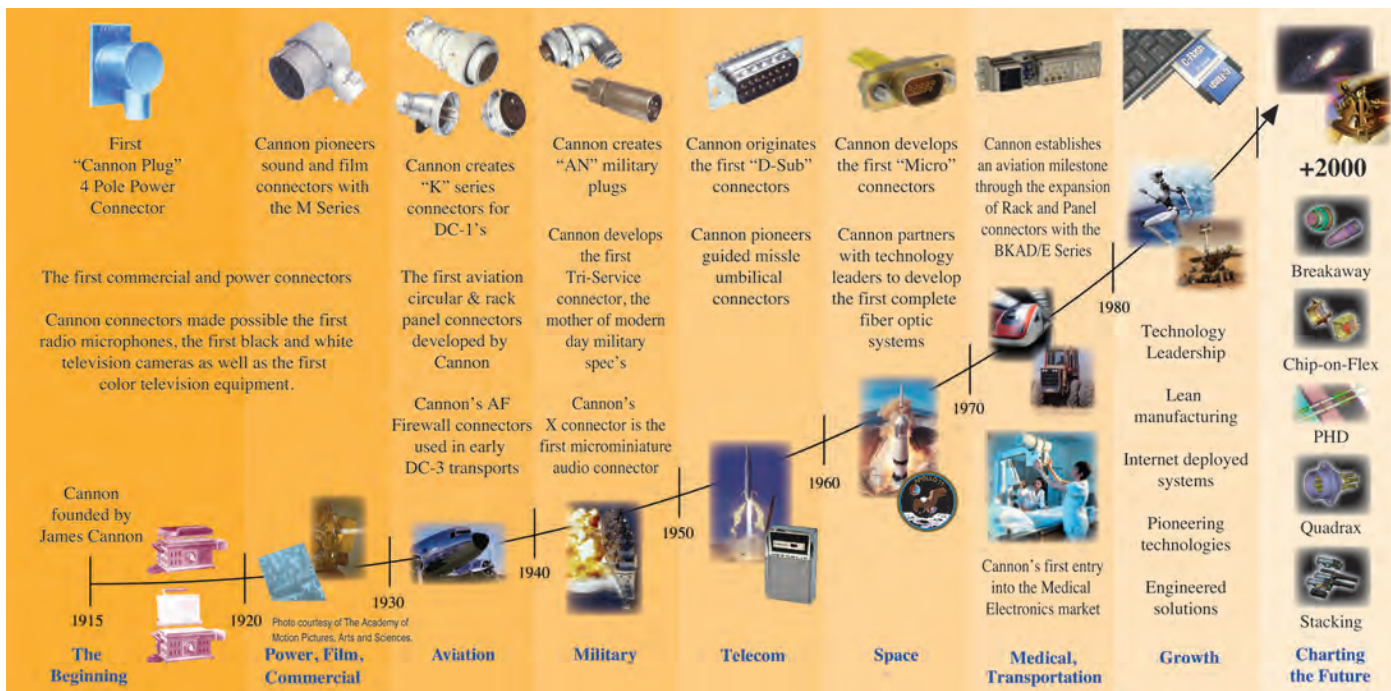 First
“Cannon Plug”
4 Pole Power
Connector
Cannon pioneers
sound and film
connectors with
the M Series
The first commercial and power connectors
Cannon connectors made possible the first
radio microphones, the first black and white
television cameras as well as the first
color television equipment.
Cannon
founded by
James Cannon
Cannon creates
“K” series
connectors for
DC-1’s
The first aviation
circular & rack
panel connectors
developed by
Cannon
Cannon’s AF
Firewall connectors
used in early
DC-3 transports
Cannon creates
“AN” military
plugs
Cannon develops
the first
Tri-Service
connector, the
mother of modern
day military
spec’s
Cannon’s
X connector is the
first microminiature
audio connector
Cannon originates
the first “D-Sub”
connectors
Cannon pioneers
guided missle
umbilical
connectors
Cannon develops
the first “Micro”
connectors
Cannon partners
with technology
leaders to develop
the first complete
fiber optic
systems
APOLLO 11
Cannon establishes
an aviation milestone
through the expansion
of Rack and Panel
connectors with the
BKAD/E Series
Cannon’s first entry
into the Medical
Electronics market
C-Flash
Technology
Leadership
Lean
manufacturing
Internet deployed
systems
Pioneering
technologies
Engineered
solutions
+2000
Breakaway
Chip-on-Flex
PHD
Quadrax
Stacking
1915
1920
1930
1940
1950
1960
1970
1980
Photo courtesy of The Academy of
Motion Pictures, Arts and Sciences.
The
Beginning
Power, Film,
Commercial
Aviation
Military
Telecom
Space
Medical,
Transportation
Growth
Charting
the Future